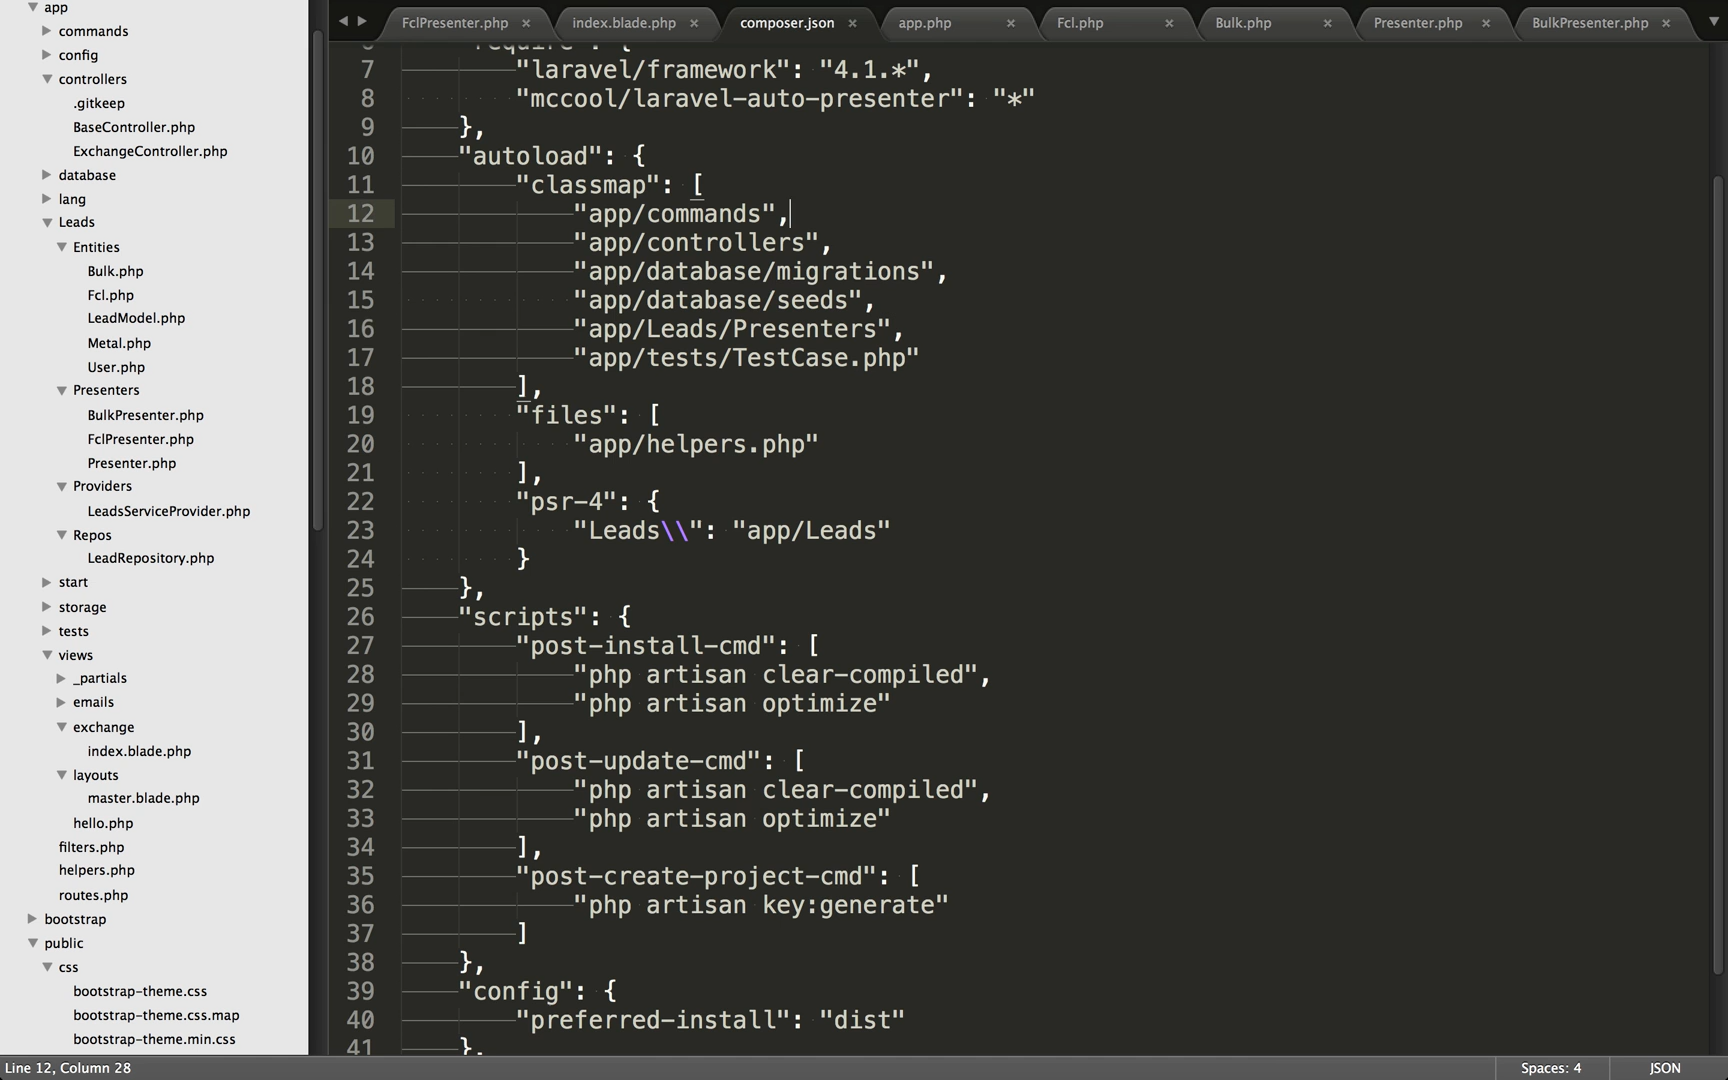 app
commands
config
controllers
.gitkeep
BaseController.php
ExchangeController.php
database
lang
Leads
Entities
Bulk.php
Fcl.php
LeadModel.php
Metal.php
User.php
Presenters
BulkPresenter.php
FclPresenter.php
Presenter.php
Providers
LeadsServiceProvider.php
Repos
LeadRepository.php
start
storage
tests
views
_partials
emails
exchange
index.blade.php
layouts
master.blade.php
hello.php
filters.php
helpers.php
routes.php
bootstrap
public
css
bootstrap-theme.css
bootstrap-theme.css.map
bootstrap-theme.min.css
FclPresenter.php × index.blade.php × composer.json × app.php × Fcl.php × Bulk.php × Presenter.php × BulkPresenter.php ×
6 "require": {
7 "laravel/framework": "4.1.*",
8 "mccool/laravel-auto-presenter": "*"
9 },
10 "autoload": {
11 "classmap": [
12 "app/commands",
13 "app/controllers",
14 "app/database/migrations",
15 "app/database/seeds",
16 "app/Leads/Presenters",
17 "app/tests/TestCase.php"
18 ],
19 "files": [
20 "app/helpers.php"
21 ],
22 "psr-4": {
23 "Leads\\": "app/Leads"
24 }
25 },
26 "scripts": {
27 "post-install-cmd": [
28 "php artisan clear-compiled",
29 "php artisan optimize"
30 ],
31 "post-update-cmd": [
32 "php artisan clear-compiled",
33 "php artisan optimize"
34 ],
35 "post-create-project-cmd": [
36 "php artisan key:generate"
37 ]
38 },
39 "config": {
40 "preferred-install": "dist"
41 },
Line 12, Column 28 Spaces: 4 JSON